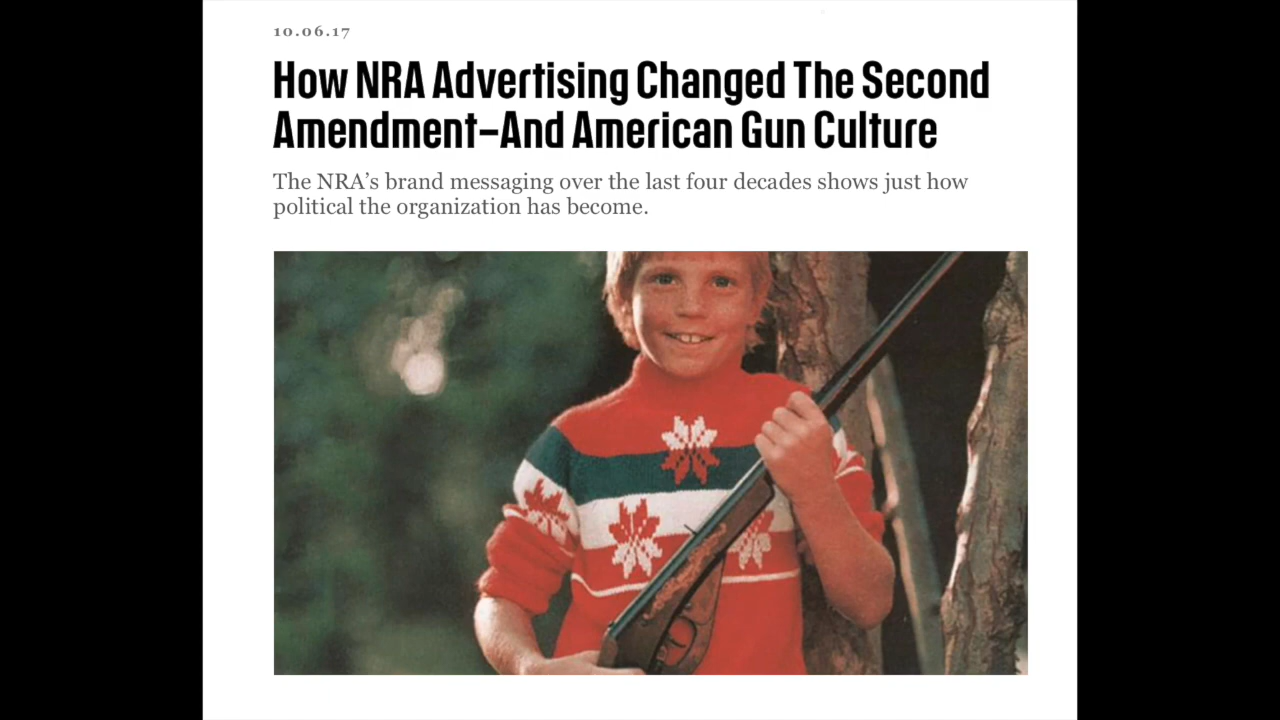 10.06.17
How NRA Advertising Changed The Second
Amendment–And American Gun Culture
The NRA’s brand messaging over the last four decades shows just how
political the organization has become.